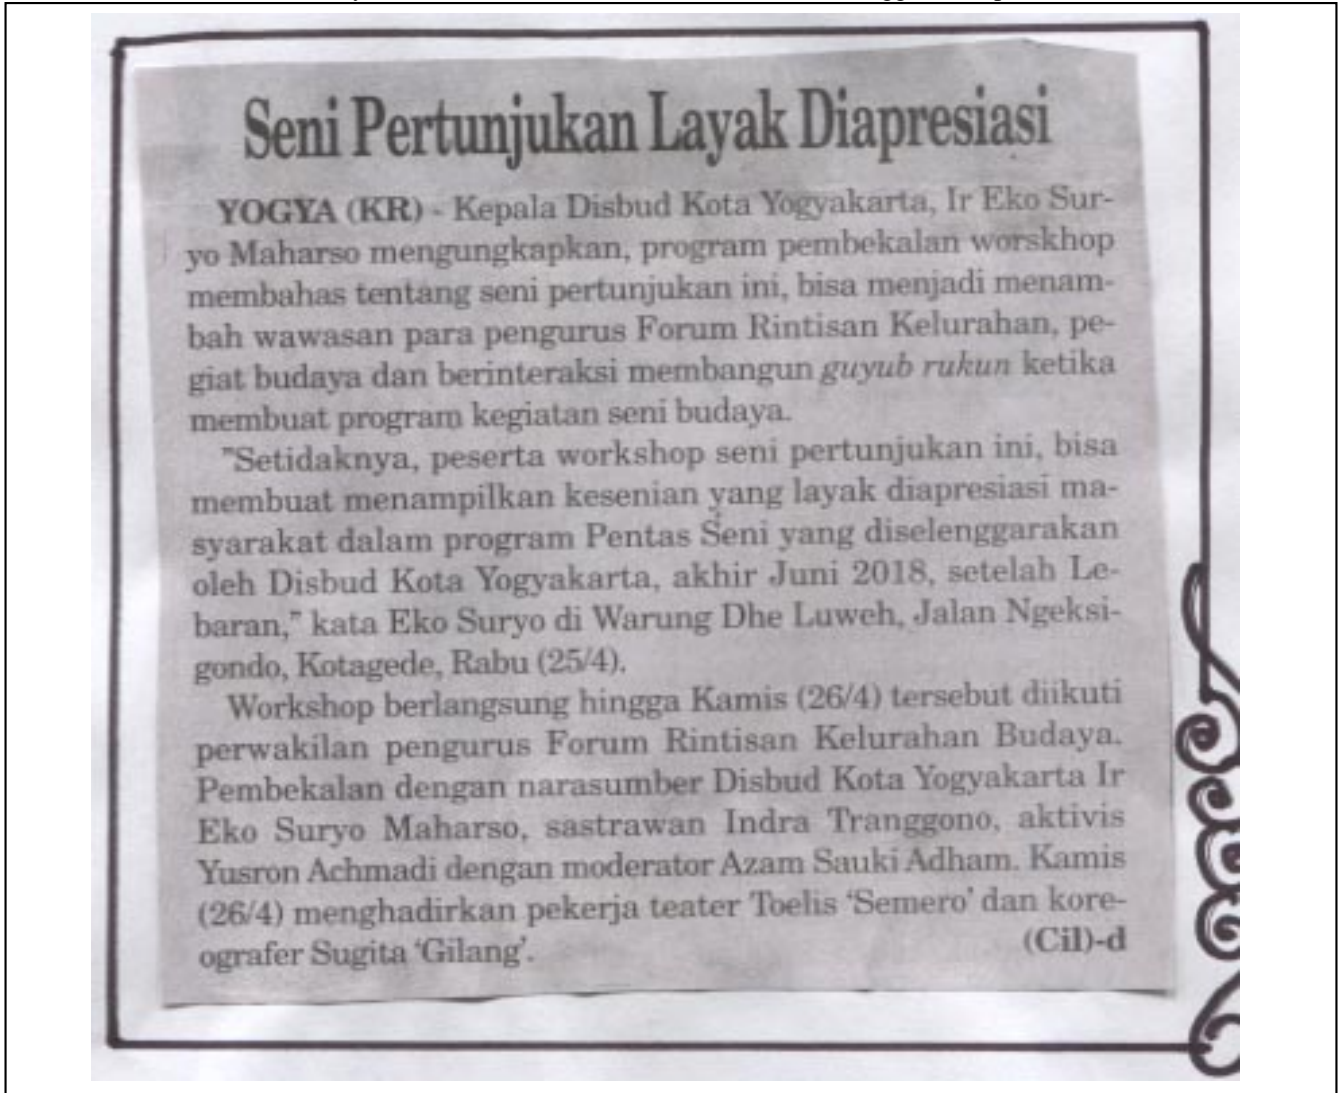 Seni Pertunjukan Layak Diapresiasi
YOGYA (KR) - Kepala Disbud Kota Yogyakarta, Ir Eko Sur-
yo Maharso mengungkapkan, program pembekalan worskhop
membahas tentang seni pertunjukan ini, bisa menjadi menam-
bah wawasan para pengurus Forum Rintisan Kelurahan, pe-
giat budaya dan berinteraksi membangun guyub rukun ketika
membuat program kegiatan seni budaya.
"Setidaknya, peserta workshop seni pertunjukan ini, bisa
membuat menampilkan kesenian yang layak diapresiasi ma-
syarakat dalam program Pentas Seni yang diselenggarakan
oleh Disbud Kota Yogyakarta, akhir Juni 2018, setelah Le-
baran," kata Eko Suryo di Warung Dhe Luweh, Jalan Ngeksi-
gondo, Kotagede, Rabu (25/4).
Workshop berlangsung hingga Kamis (26/4) tersebut diikuti
perwakilan pengurus Forum Rintisan Kelurahan Budaya.
Pembekalan dengan narasumber Disbud Kota Yogyakarta Ir
Eko Suryo Maharso, sastrawan Indra Tranggono, aktivis
Yusron Achmadi dengan moderator Azam Sauki Adham. Kamis
(26/4) menghadirkan pekerja teater Toelis 'Semero' dan kore-
ografer Sugita 'Gilang'. (Cil)-d